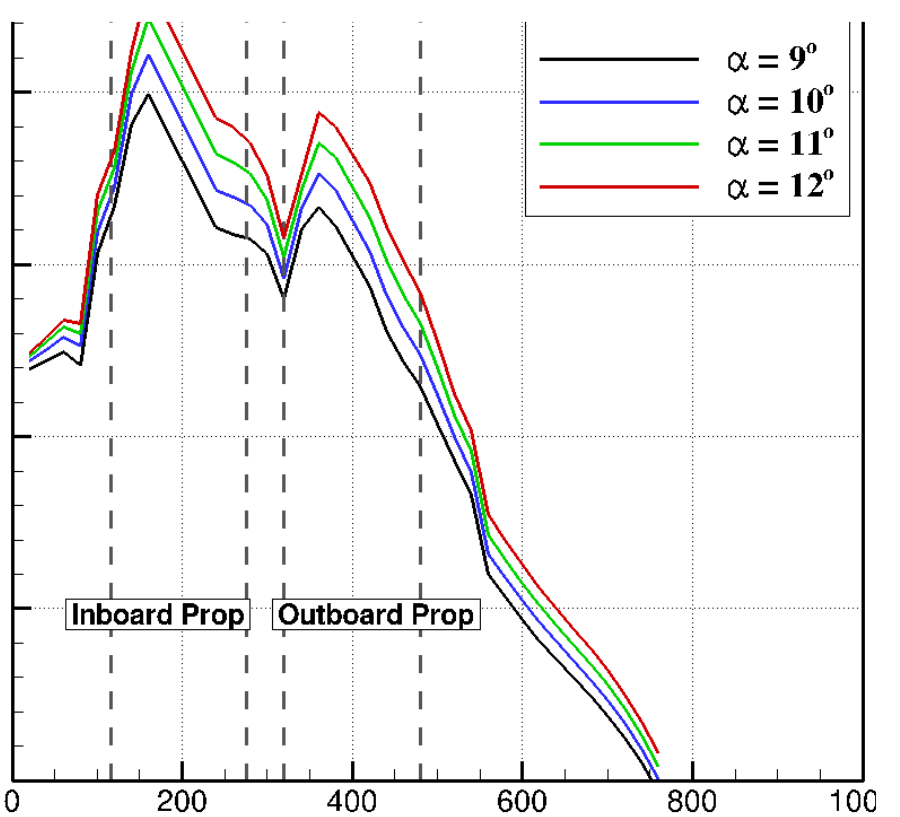 α = 9°
α = 10°
α = 11°
α = 12°
Inboard Prop
Outboard Prop
0 200 400 600 800 100